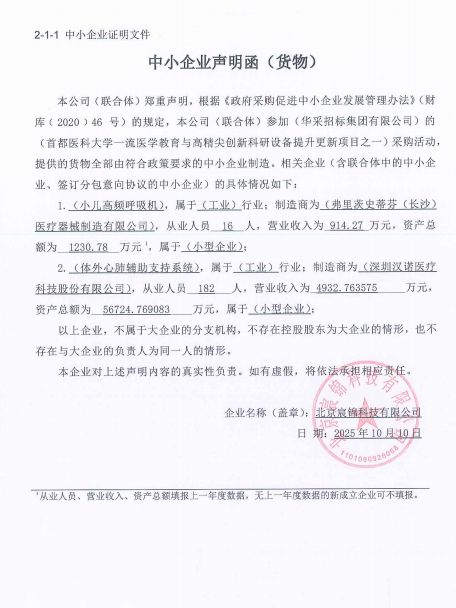 2-1-1 中小企业证明文件
中小企业声明函（货物）
本公司（联合体）郑重声明，根据《政府采购促进中小企业发展管理办法》（财
库﹝2020﹞46 号）的规定，本公司（联合体）参加（华采招标集团有限公司）的
（首都医科大学一流医学教育与高精尖创新科研设备提升更新项目之一）采购活动，
提供的货物全部由符合政策要求的中小企业制造。相关企业（含联合体中的中小企
业、签订分包意向协议的中小企业）的具体情况如下：
1.（小儿高频呼吸机），属于（工业）行业；制造商为（弗里茨史蒂芬（长沙）
医疗器械制造有限公司），从业人员 16 人，营业收入为 914.27 万元，资产总
额为 1230.78 万元¹，属于（小型企业）；
2.（体外心肺辅助支持系统），属于（工业）行业；制造商为（深圳汉诺医疗
科技股份有限公司），从业人员 182 人，营业收入为 4932.763575 万元，
资产总额为 56724.769083 万元，属于（小型企业）；
以上企业，不属于大企业的分支机构，不存在控股股东为大企业的情形，也不
存在与大企业的负责人为同一人的情形。
本企业对上述声明内容的真实性负责。如有虚假，将依法承担相应责任。
企业名称（盖章）：北京宸锦科技有限公司
日 期：2025 年 10 月 10 日
北京宸锦科技有限公司
1101080928068
¹从业人员、营业收入、资产总额填报上一年度数据，无上一年度数据的新成立企业可不填报。